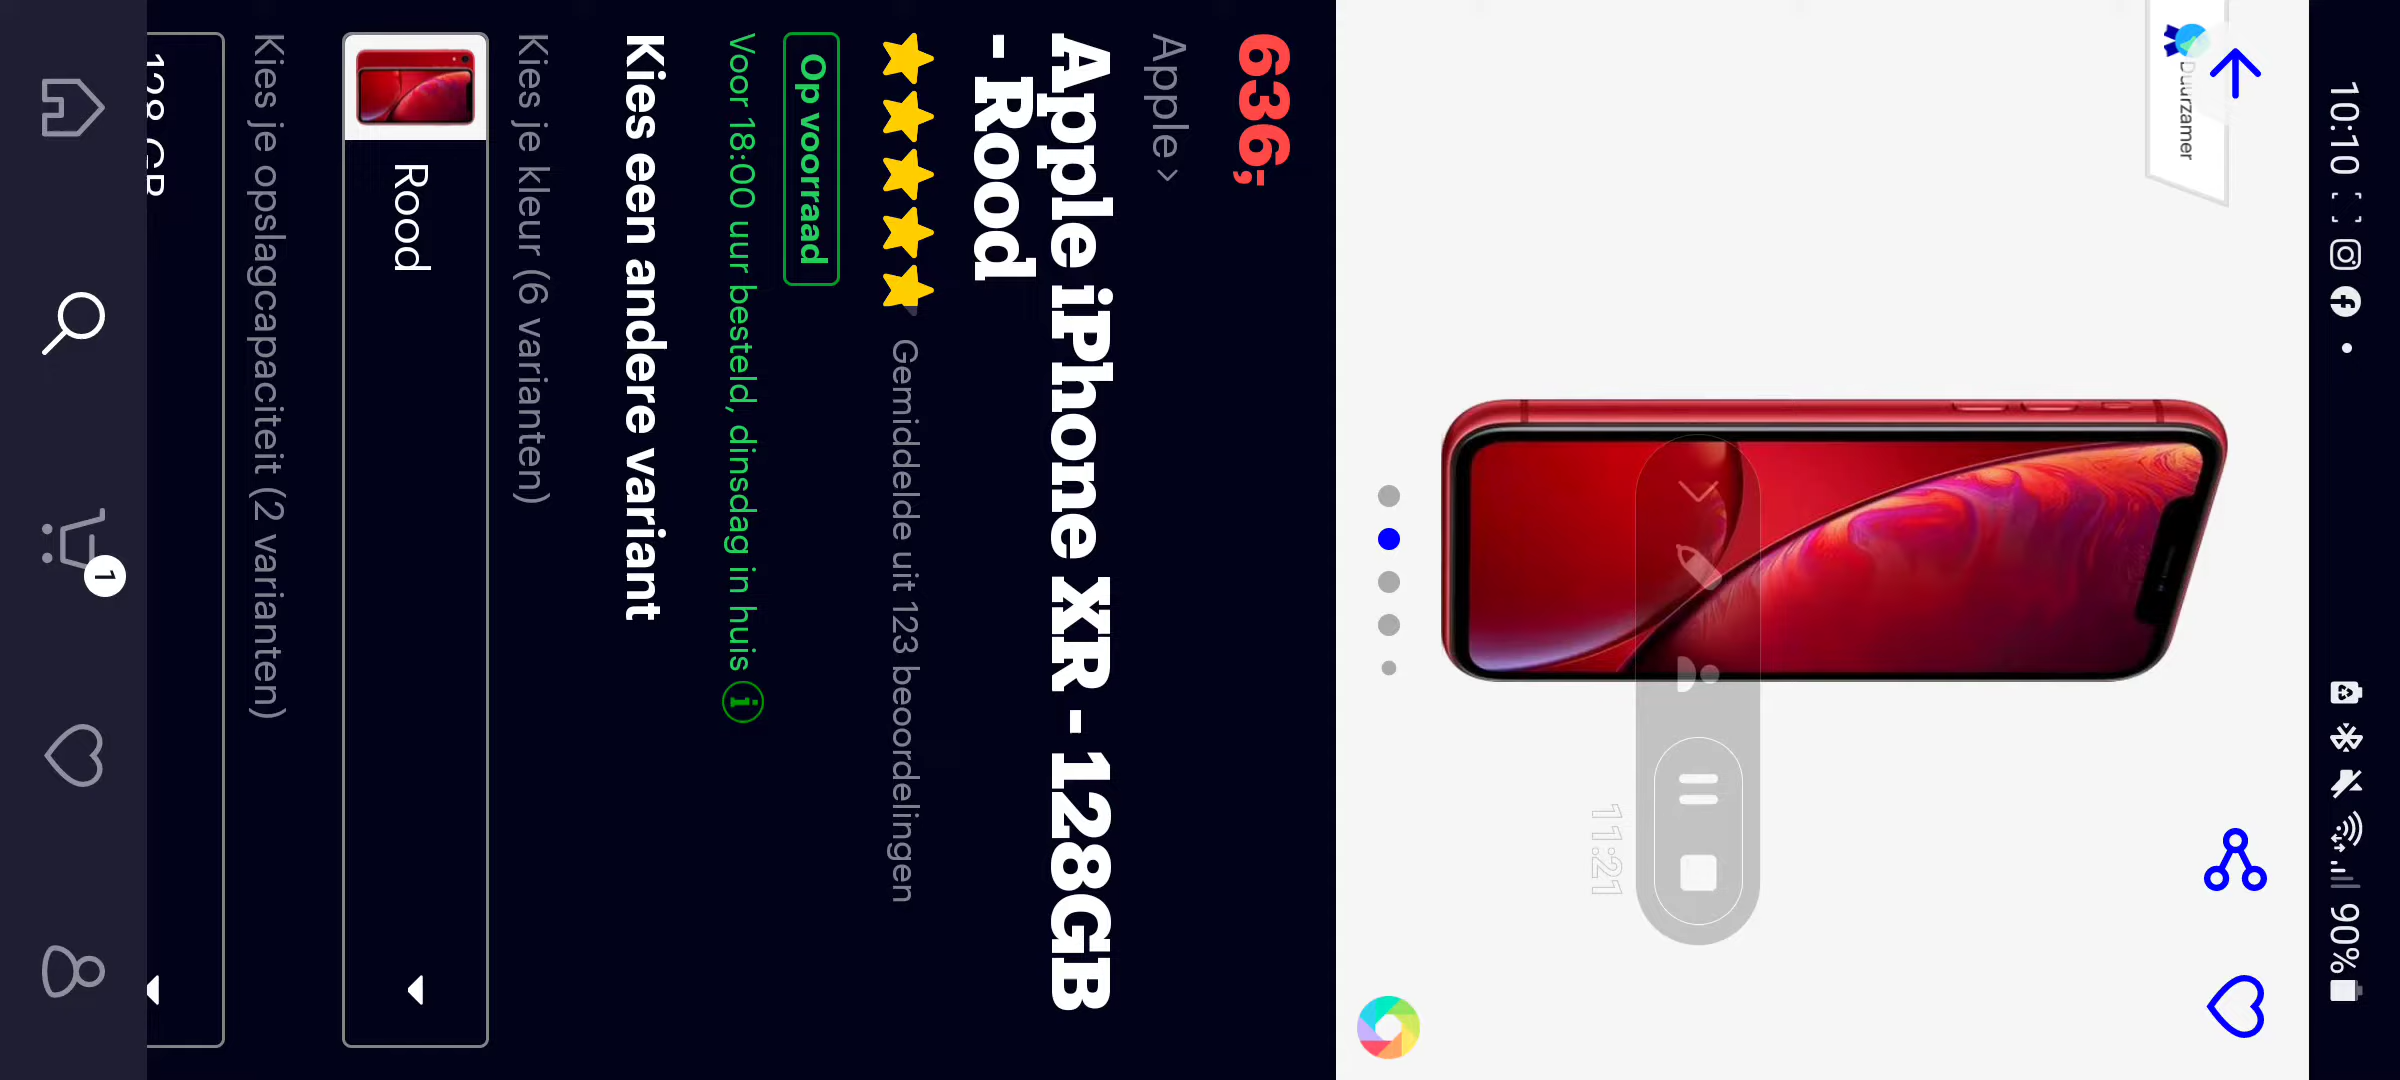 10:10
90%
Duurzamer
11:21
636,-
Apple >
Apple iPhone XR - 128GB
- Rood
Gemiddelde uit 123 beoordelingen
Op voorraad
Voor 18:00 uur besteld, dinsdag in huis
Kies een andere variant
Kies je kleur (6 varianten)
Rood
Kies je opslagcapaciteit (2 varianten)
128 GB
1